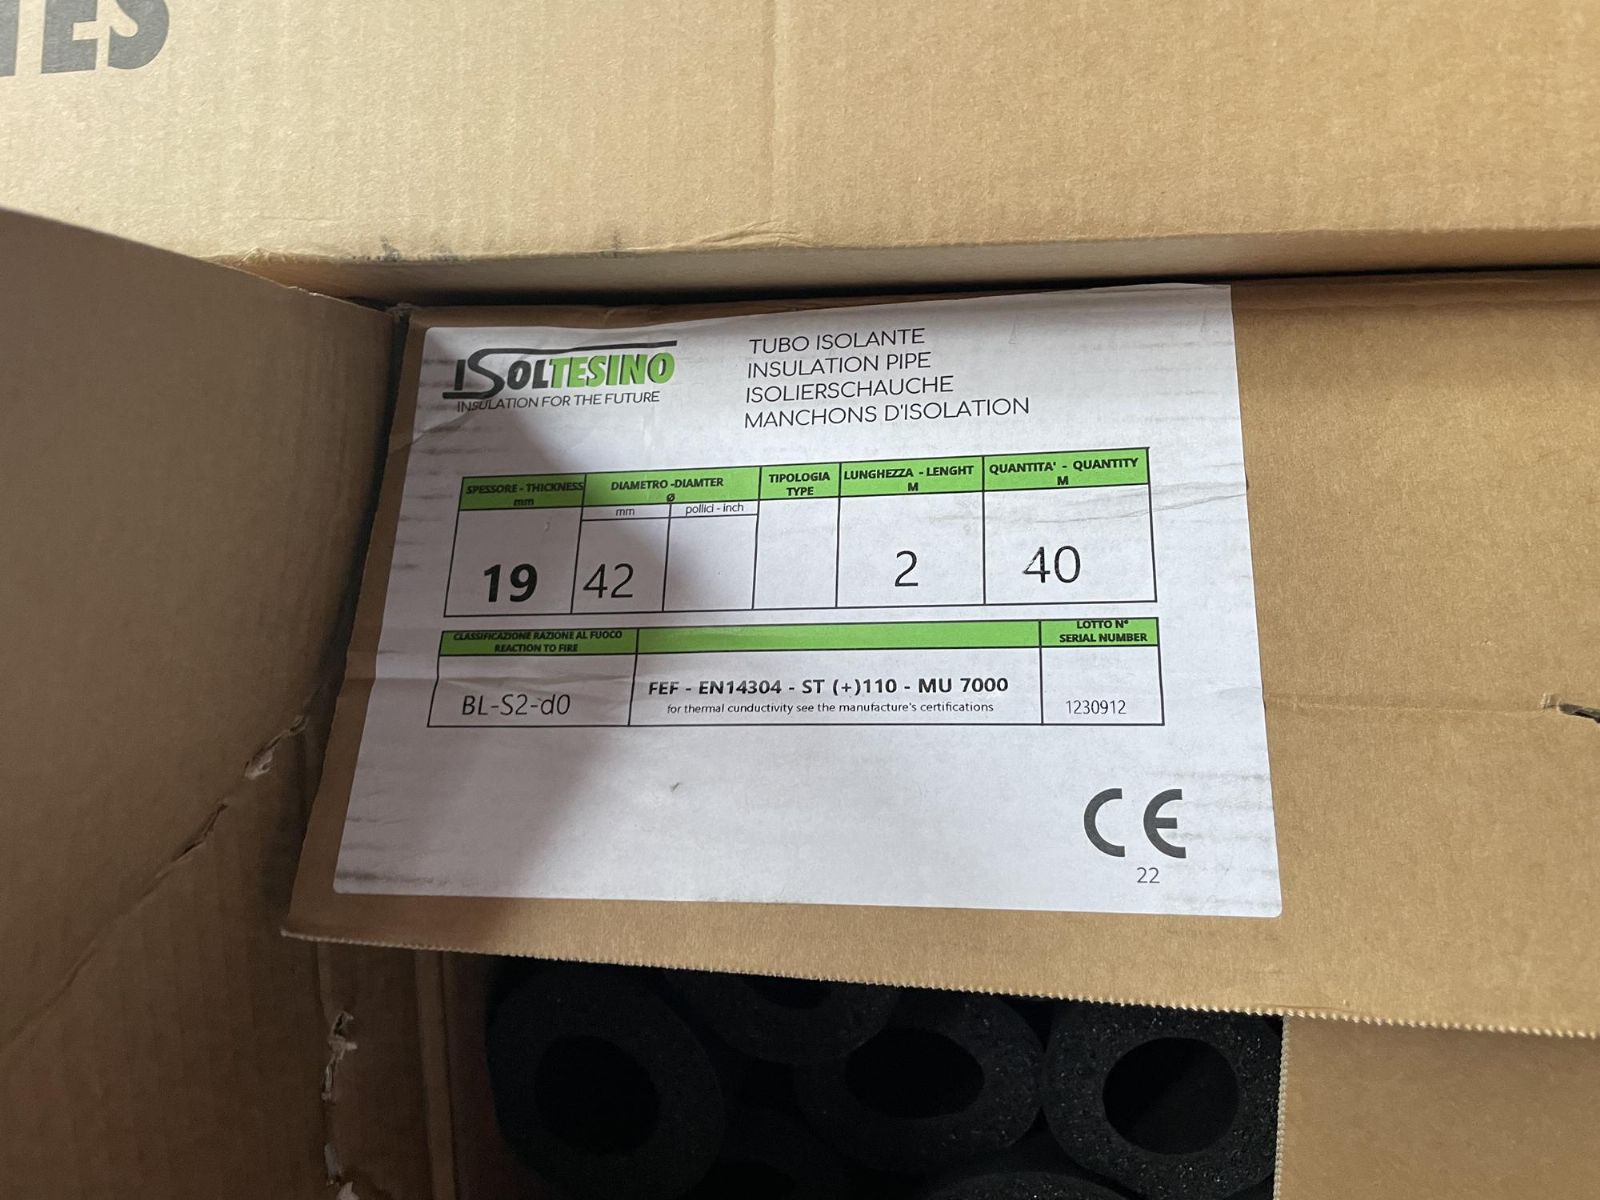 ISOLTESINO
INSULATION FOR THE FUTURE
TUBO ISOLANTE
INSULATION PIPE
ISOLIERSCHAUCHE
MANCHONS D'ISOLATION
SPESSORE - THICKNESS
mm
DIAMETRO -DIAMTER
Ø
mm
pollici - inch
TIPOLOGIA
TYPE
LUNGHEZZA - LENGHT
M
QUANTITA' - QUANTITY
M
19
42
2
40
CLASSIFICAZIONE RAZIONE AL FUOCO
REACTION TO FIRE
LOTTO N°
SERIAL NUMBER
BL-S2-d0
FEF - EN14304 - ST (+)110 - MU 7000
for thermal cunductivity see the manufacture's certifications
1230912
CE
22